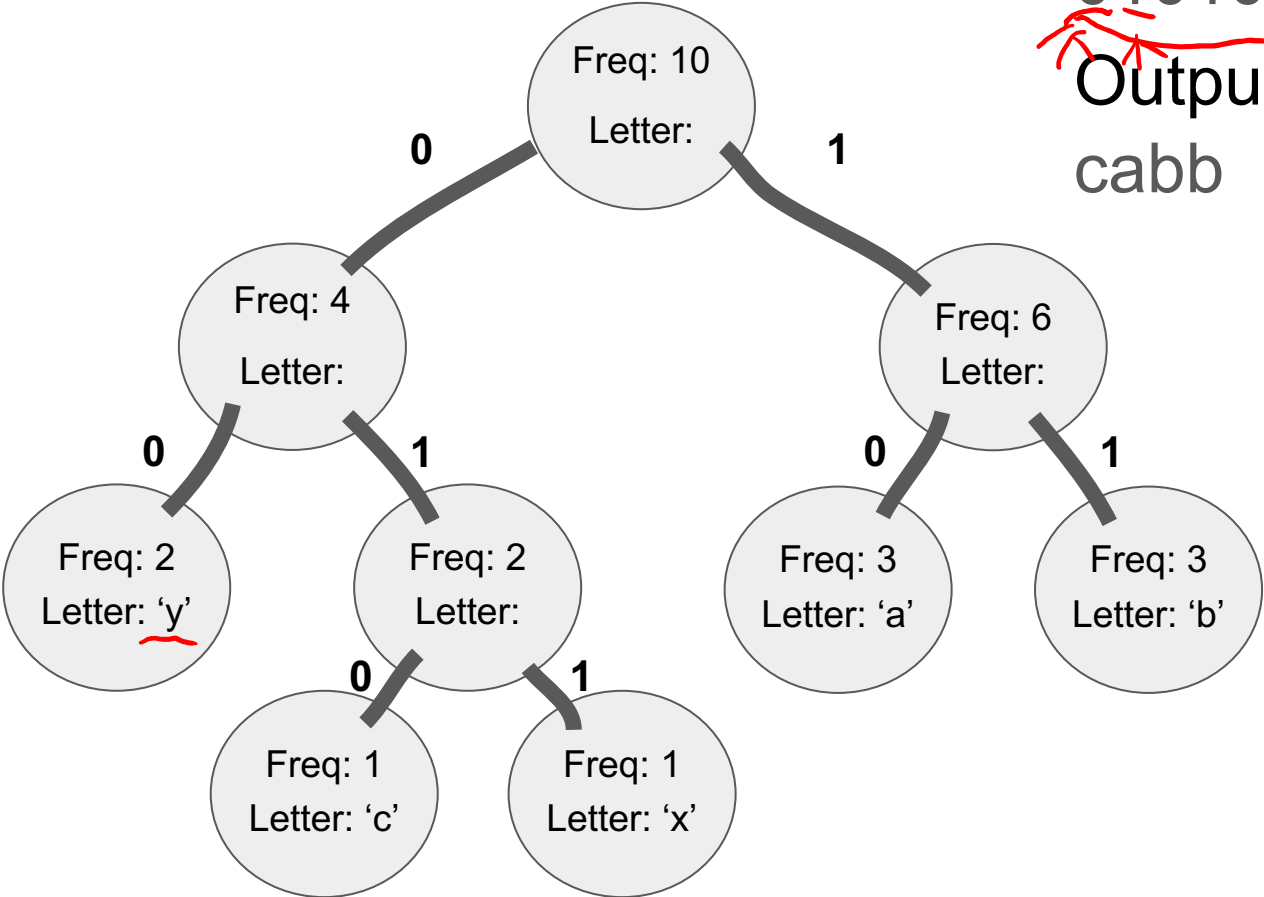 Freq: 10
Letter:
0
1
cabb
Freq: 4
Letter:
Freq: 6
Letter:
0
1
0
1
Freq: 2
Letter: ‘y’
Freq: 2
Letter:
Freq: 3
Letter: ‘a’
Freq: 3
Letter: ‘b’
0
1
Freq: 1
Letter: ‘c’
Freq: 1
Letter: ‘x’